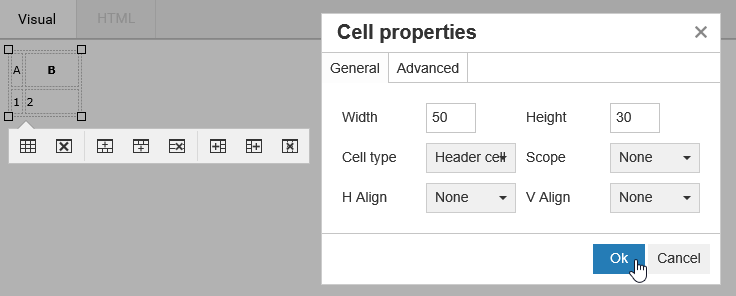 Visual HTML
A B
1 2
Cell properties
General Advanced
Width 50 Height 30
Cell type Header cell Scope None
H Align None V Align None
Ok Cancel